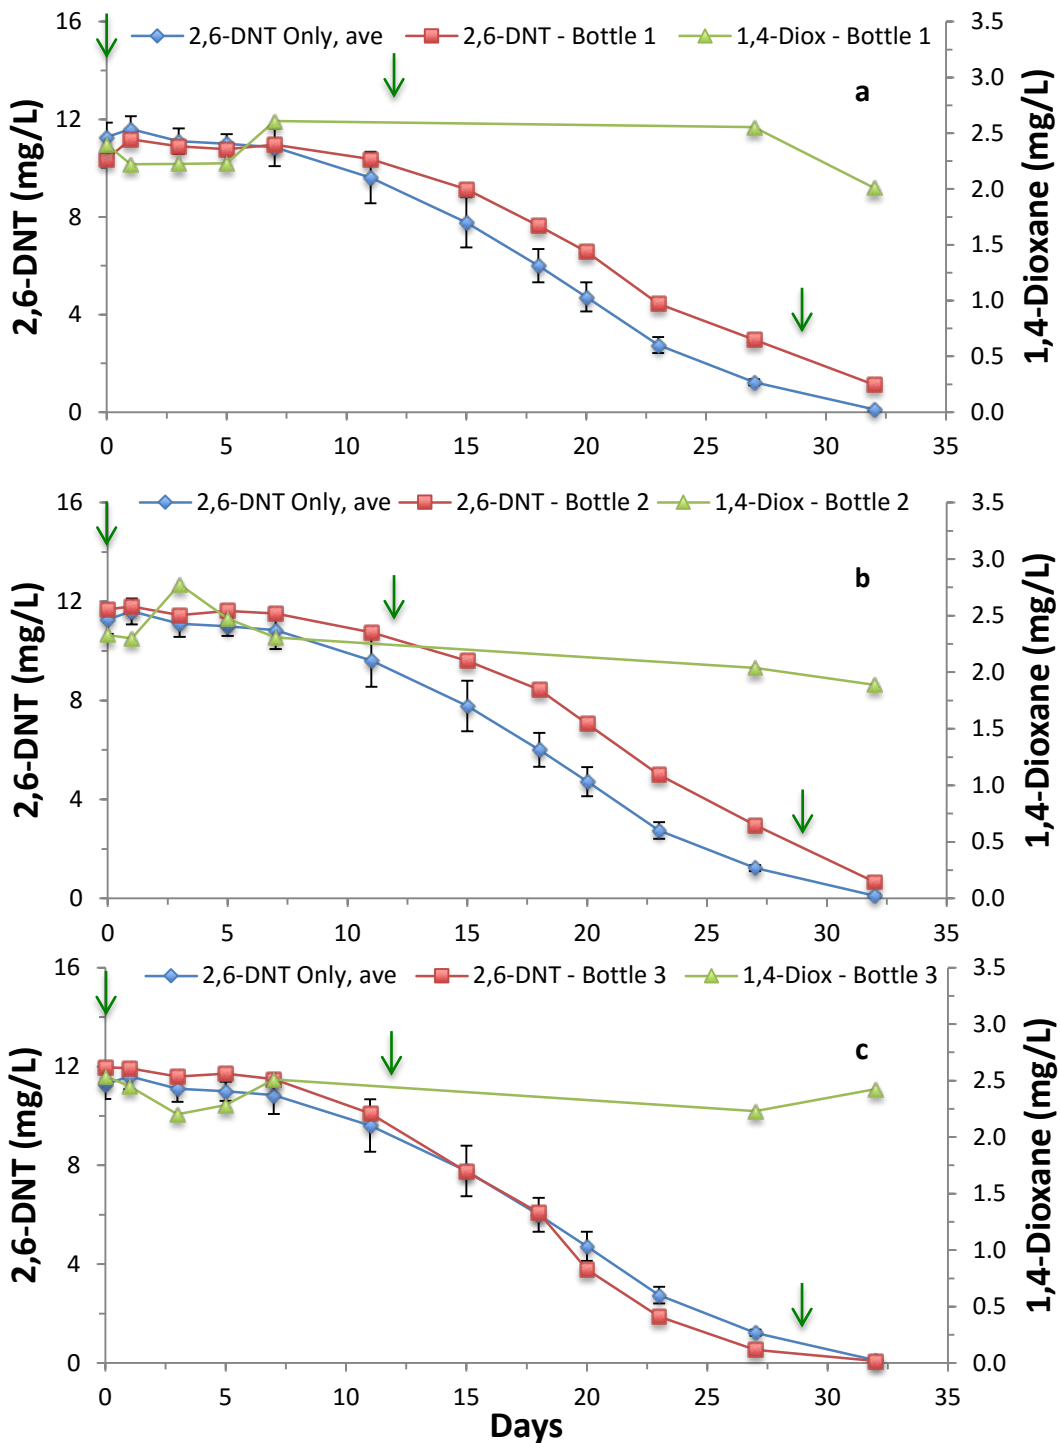 2,6-DNT Only, ave 2,6-DNT - Bottle 1 1,4-Diox - Bottle 1
a
16
12
8
4
0
2,6-DNT (mg/L)
3.5
3.0
2.5
2.0
1.5
1.0
0.5
0.0
1,4-Dioxane (mg/L)
0 5 10 15 20 25 30 35
2,6-DNT Only, ave 2,6-DNT - Bottle 2 1,4-Diox - Bottle 2
b
16
12
8
4
0
2,6-DNT (mg/L)
3.5
3.0
2.5
2.0
1.5
1.0
0.5
0.0
1,4-Dioxane (mg/L)
0 5 10 15 20 25 30 35
2,6-DNT Only, ave 2,6-DNT - Bottle 3 1,4-Diox - Bottle 3
c
16
12
8
4
0
2,6-DNT (mg/L)
3.5
3.0
2.5
2.0
1.5
1.0
0.5
0.0
1,4-Dioxane (mg/L)
0 5 10 15 20 25 30 35
Days